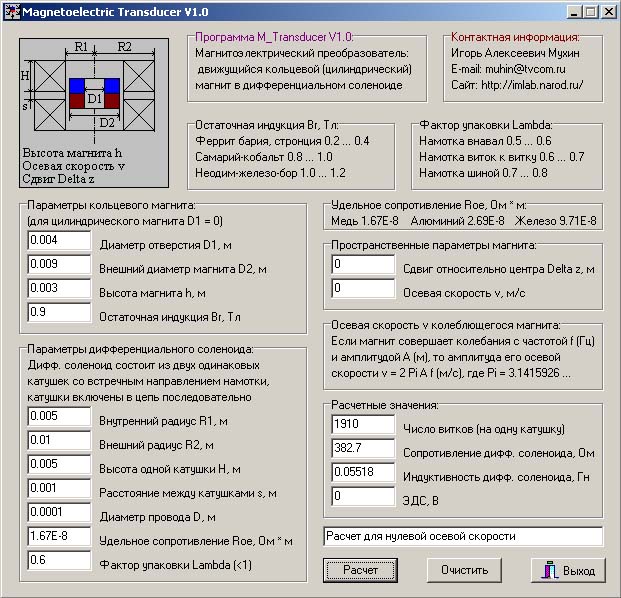 Magnetoelectric Transducer V1.0
R1 R2
H
D1
s
D2
Высота магнита h
Осевая скорость v
Сдвиг Delta z
Программа M_Transducer V1.0:
Магнитоэлектрический преобразователь:
движущийся кольцевой (цилиндрический)
магнит в дифференциальном соленоиде
Контактная информация:
Игорь Алексеевич Мухин
E-mail: muhin@tvcom.ru
Сайт: http://imlab.narod.ru/
Остаточная индукция Br, Тл:
Феррит бария, стронция 0.2 ... 0.4
Самарий-кобальт 0.8 ... 1.0
Неодим-железо-бор 1.0 ... 1.2
Фактор упаковки Lambda:
Намотка внавал 0.5 ... 0.6
Намотка виток к витку 0.6 ... 0.7
Намотка шиной 0.7 ... 0.8
Параметры кольцевого магнита:
(для цилиндрического магнита D1 = 0)
0.004 Диаметр отверстия D1, м
0.009 Внешний диаметр магнита D2, м
0.003 Высота магнита h, м
0.9 Остаточная индукция Br, Тл
Параметры дифференциального соленоида:
Дифф. соленоид состоит из двух одинаковых
катушек со встречным направлением намотки,
катушки включены в цепь последовательно
0.005 Внутренний радиус R1, м
0.01 Внешний радиус R2, м
0.005 Высота одной катушки H, м
0.001 Расстояние между катушками s, м
0.0001 Диаметр провода D, м
1.67E-8 Удельное сопротивление Roe, Ом * м
0.6 Фактор упаковки Lambda (<1)
Удельное сопротивление Roe, Ом * м:
Медь 1.67E-8 Алюминий 2.69E-8 Железо 9.71E-8
Пространственные параметры магнита:
0 Сдвиг относительно центра Delta z, м
0 Осевая скорость v, м/с
Осевая скорость v колеблющегося магнита:
Если магнит совершает колебания с частотой f (Гц)
и амплитудой A (м), то амплитуда его осевой
скорости v = 2 Pi A f (м/с), где Pi = 3.1415926 ...
Расчетные значения:
1910 Число витков (на одну катушку)
382.7 Сопротивление дифф. соленоида, Ом
0.05518 Индуктивность дифф. соленоида, Гн
0 ЭДС, В
Расчет для нулевой осевой скорости
Расчет Очистить Выход